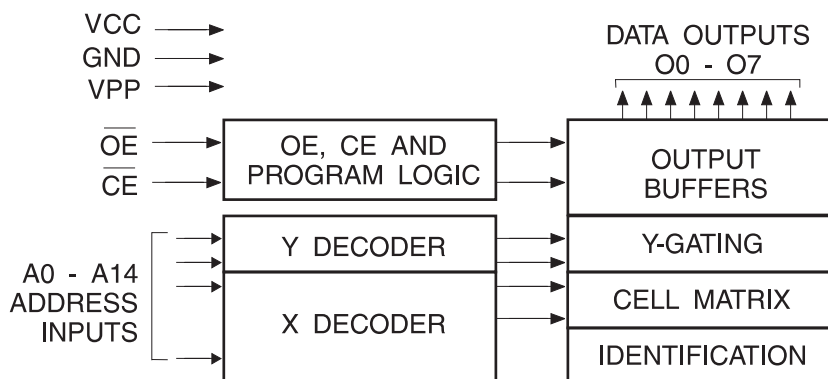 VCC
GND
VPP
DATA OUTPUTS
O0 - O7
OE
CE
OE, CE AND
PROGRAM LOGIC
OUTPUT
BUFFERS
A0 - A14
ADDRESS
INPUTS
Y DECODER
Y-GATING
X DECODER
CELL MATRIX
IDENTIFICATION